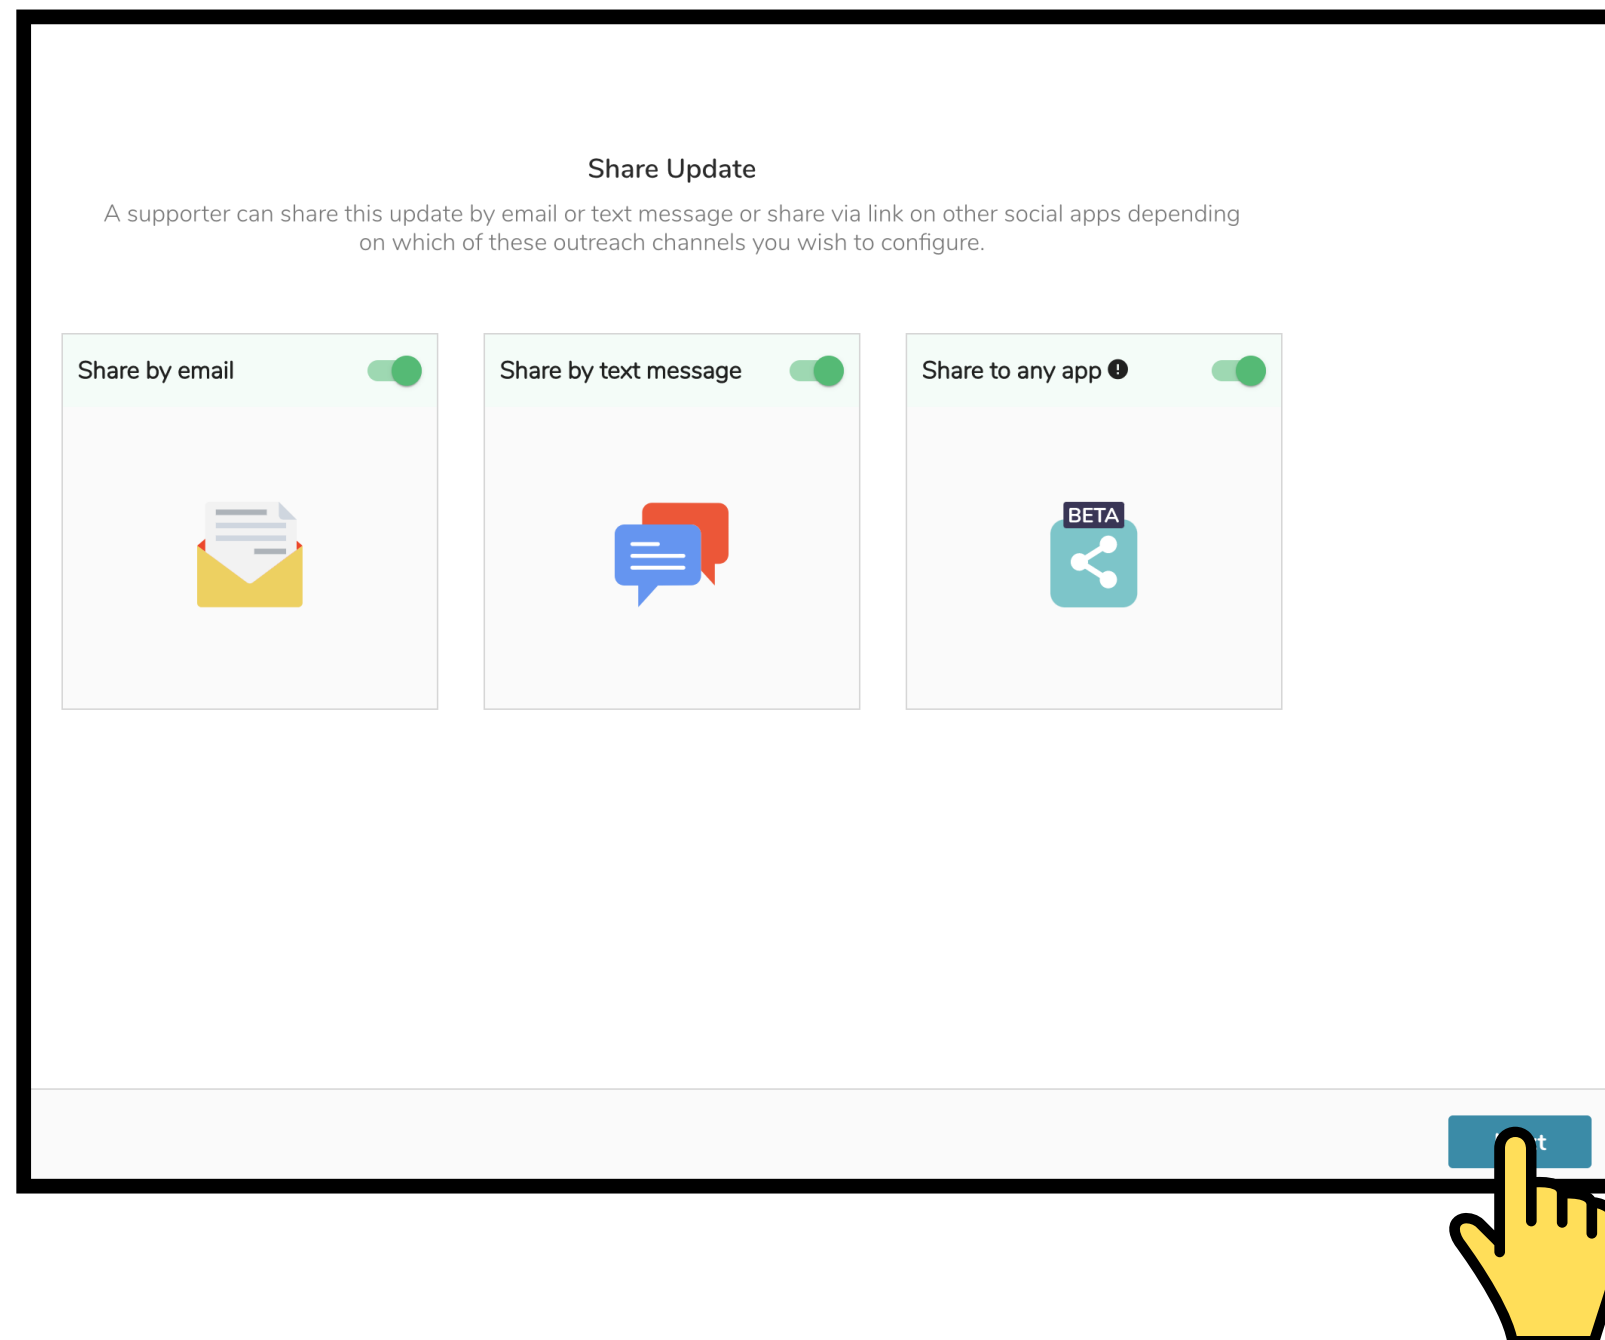 Share Update
A supporter can share this update by email or text message or share via link on other social apps depending
on which of these outreach channels you wish to configure.
Share by email
Share by text message
Share to any app
BETA